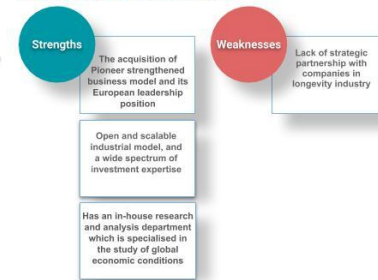 Strengths
The acquisition of
Pioneer strengthened
business model and its
European leadership
position
Open and scalable
industrial model, and
a wide spectrum of
investment expertise
Has an in-house research
and analysis department
which is specialised in
the study of global
economic conditions
Weaknesses
Lack of strategic
partnership with
companies in
longevity industry